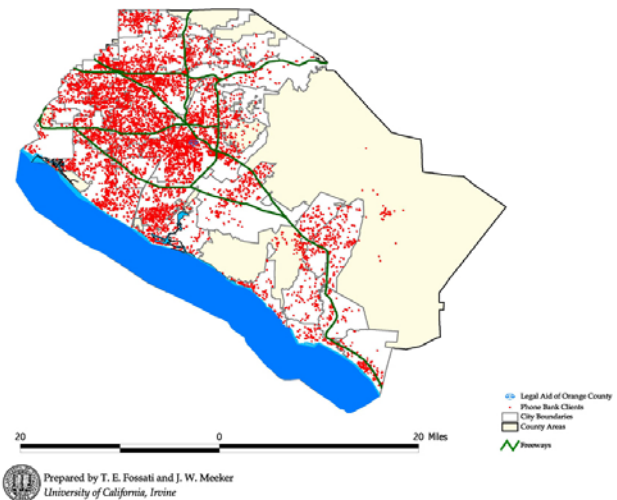 Legal Aid of Orange County
Phone Bank Clients
City Boundaries
County Areas
Freeways
20 0 20 Miles
Prepared by T. E. Fossati and J. W. Meeker
University of California, Irvine